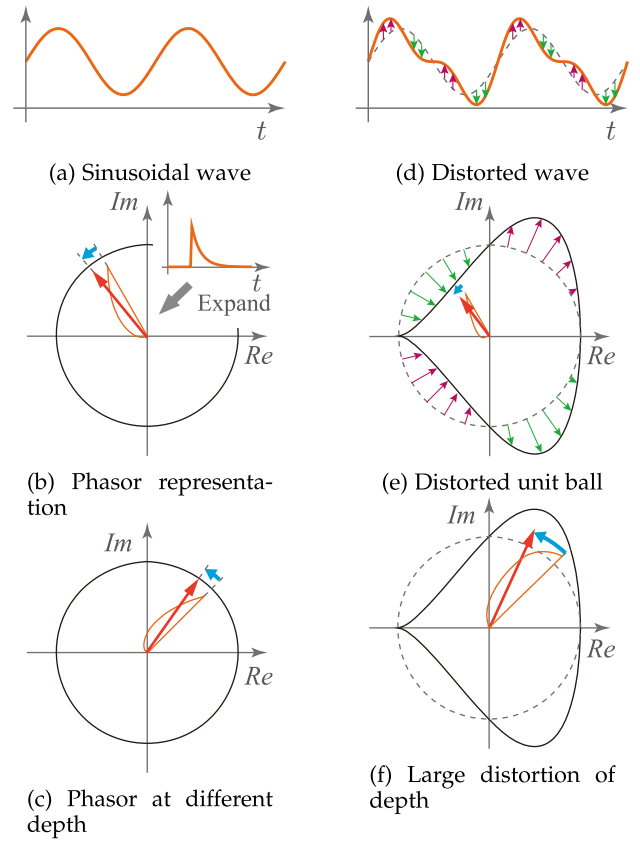 t
(a) Sinusoidal wave
Im
t
Expand
Re
(b) Phasor representa-
tion
Im
Re
(c) Phasor at different
depth
t
(d) Distorted wave
Im
Re
(e) Distorted unit ball
Im
Re
(f) Large distortion of
depth